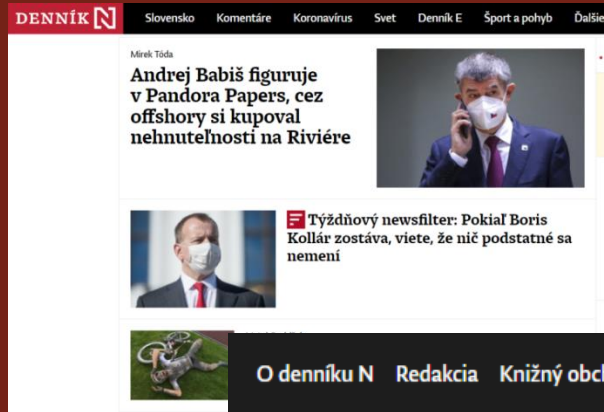 DENNÍK N
Slovensko Komentáre Koronavírus Svet Denník E Šport a pohyb Ďalšie
Mirek Tóda
Andrej Babiš figuruje
v Pandora Papers, cez
offshory si kupoval
nehnuteľnosti na Riviére
Týždňový newsfilter: Pokiaľ Boris
Kollár zostáva, viete, že nič podstatné sa
nemení
O denníku N Redakcia Knižný